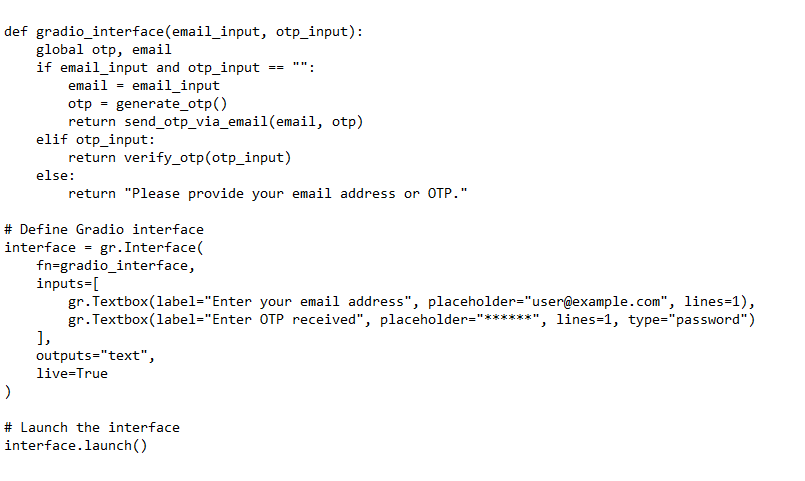 def gradio_interface(email_input, otp_input):
    global otp, email
    if email_input and otp_input == "":
        email = email_input
        otp = generate_otp()
        return send_otp_via_email(email, otp)
    elif otp_input:
        return verify_otp(otp_input)
    else:
        return "Please provide your email address or OTP."

# Define Gradio interface
interface = gr.Interface(
    fn=gradio_interface,
    inputs=[
        gr.Textbox(label="Enter your email address", placeholder="user@example.com", lines=1),
        gr.Textbox(label="Enter OTP received", placeholder="******", lines=1, type="password")
    ],
    outputs="text",
    live=True
)

# Launch the interface
interface.launch()